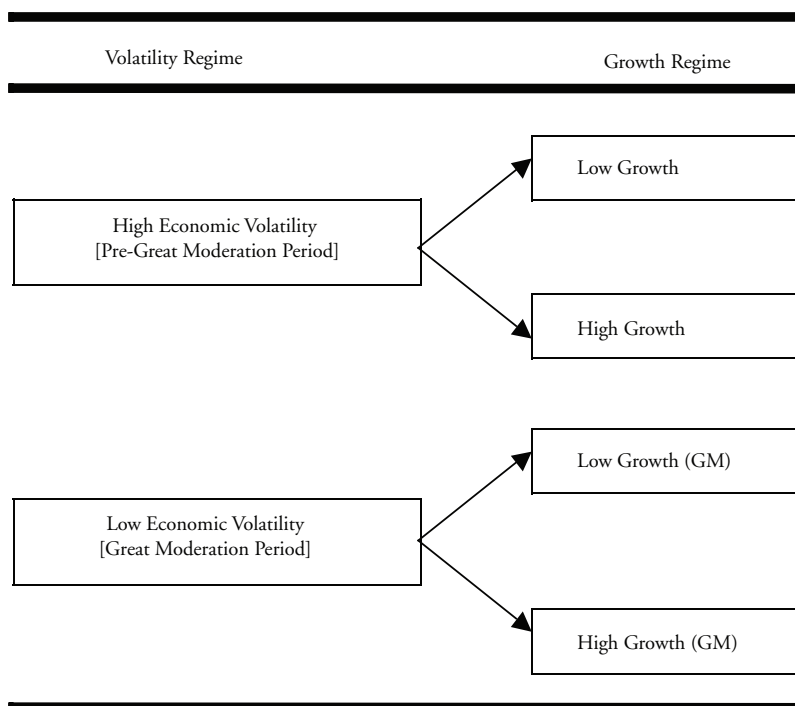 Volatility Regime
Growth Regime
Low Growth
High Economic Volatility
[Pre-Great Moderation Period]
High Growth
Low Growth (GM)
Low Economic Volatility
[Great Moderation Period]
High Growth (GM)